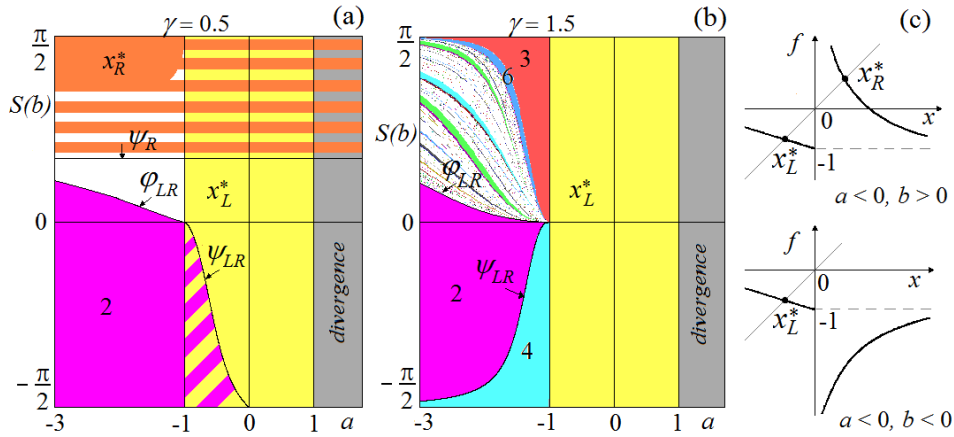 (a)
γ = 0.5
π
2
x*R
S(b)
ψR
φLR
x*L
0
ψLR
2
divergence
− π
2
-3
-1
0
1
a
(b)
γ = 1.5
π
2
3
6
S(b)
φLR
x*L
0
ψLR
2
4
divergence
− π
2
-3
-1
0
1
a
(c)
f
x*R
0
x
x*L
-1
a < 0, b > 0
f
0
x
x*L
-1
a < 0, b < 0